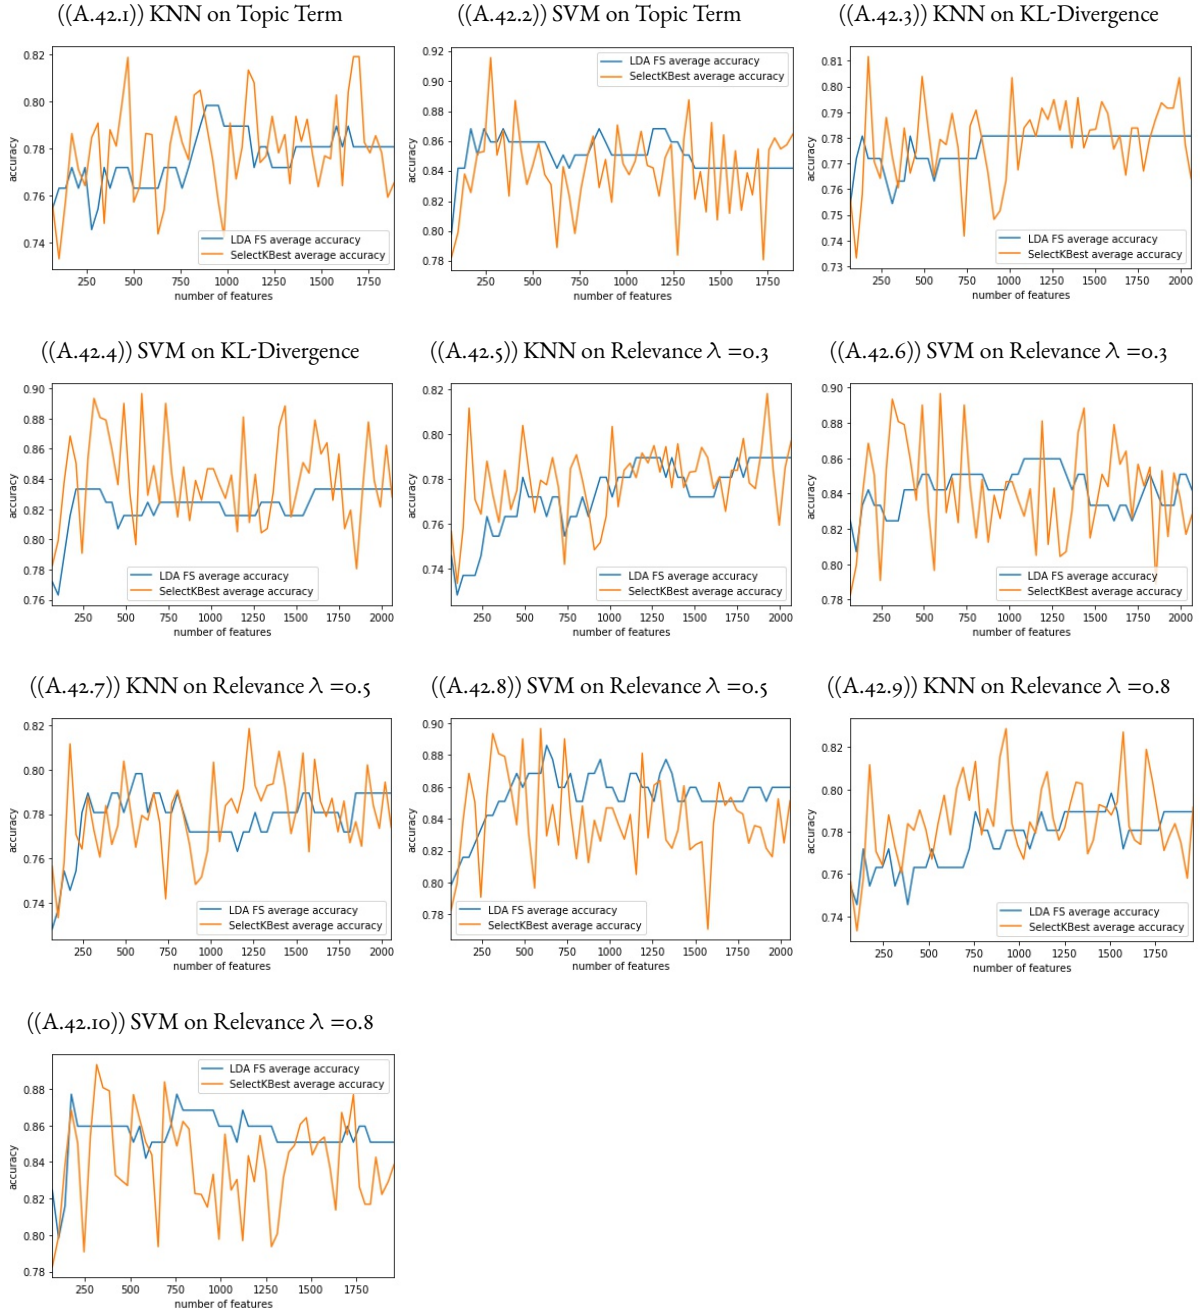 ((A.42.1)) KNN on Topic Term
0.82
0.80
0.78
0.76
0.74
accuracy
LDA FS average accuracy
SelectKBest average accuracy
250 500 750 1000 1250 1500 1750
number of features
((A.42.2)) SVM on Topic Term
0.92
0.90
0.88
0.86
0.84
0.82
0.80
0.78
accuracy
LDA FS average accuracy
SelectKBest average accuracy
250 500 750 1000 1250 1500 1750
number of features
((A.42.3)) KNN on KL-Divergence
0.81
0.80
0.79
0.78
0.77
0.76
0.75
0.74
0.73
accuracy
LDA FS average accuracy
SelectKBest average accuracy
250 500 750 1000 1250 1500 1750 2000
number of features
((A.42.4)) SVM on KL-Divergence
0.90
0.88
0.86
0.84
0.82
0.80
0.78
0.76
accuracy
LDA FS average accuracy
SelectKBest average accuracy
250 500 750 1000 1250 1500 1750 2000
number of features
((A.42.5)) KNN on Relevance λ =0.3
0.82
0.80
0.78
0.76
0.74
accuracy
LDA FS average accuracy
SelectKBest average accuracy
250 500 750 1000 1250 1500 1750 2000
number of features
((A.42.6)) SVM on Relevance λ =0.3
0.90
0.88
0.86
0.84
0.82
0.80
0.78
accuracy
LDA FS average accuracy
SelectKBest average accuracy
250 500 750 1000 1250 1500 1750 2000
number of features
((A.42.7)) KNN on Relevance λ =0.5
0.82
0.80
0.78
0.76
0.74
accuracy
LDA FS average accuracy
SelectKBest average accuracy
250 500 750 1000 1250 1500 1750 2000
number of features
((A.42.8)) SVM on Relevance λ =0.5
0.90
0.88
0.86
0.84
0.82
0.80
0.78
accuracy
LDA FS average accuracy
SelectKBest average accuracy
250 500 750 1000 1250 1500 1750 2000
number of features
((A.42.9)) KNN on Relevance λ =0.8
0.82
0.80
0.78
0.76
0.74
accuracy
LDA FS average accuracy
SelectKBest average accuracy
250 500 750 1000 1250 1500 1750
number of features
((A.42.10)) SVM on Relevance λ =0.8
0.88
0.86
0.84
0.82
0.80
0.78
accuracy
LDA FS average accuracy
SelectKBest average accuracy
250 500 750 1000 1250 1500 1750
number of features